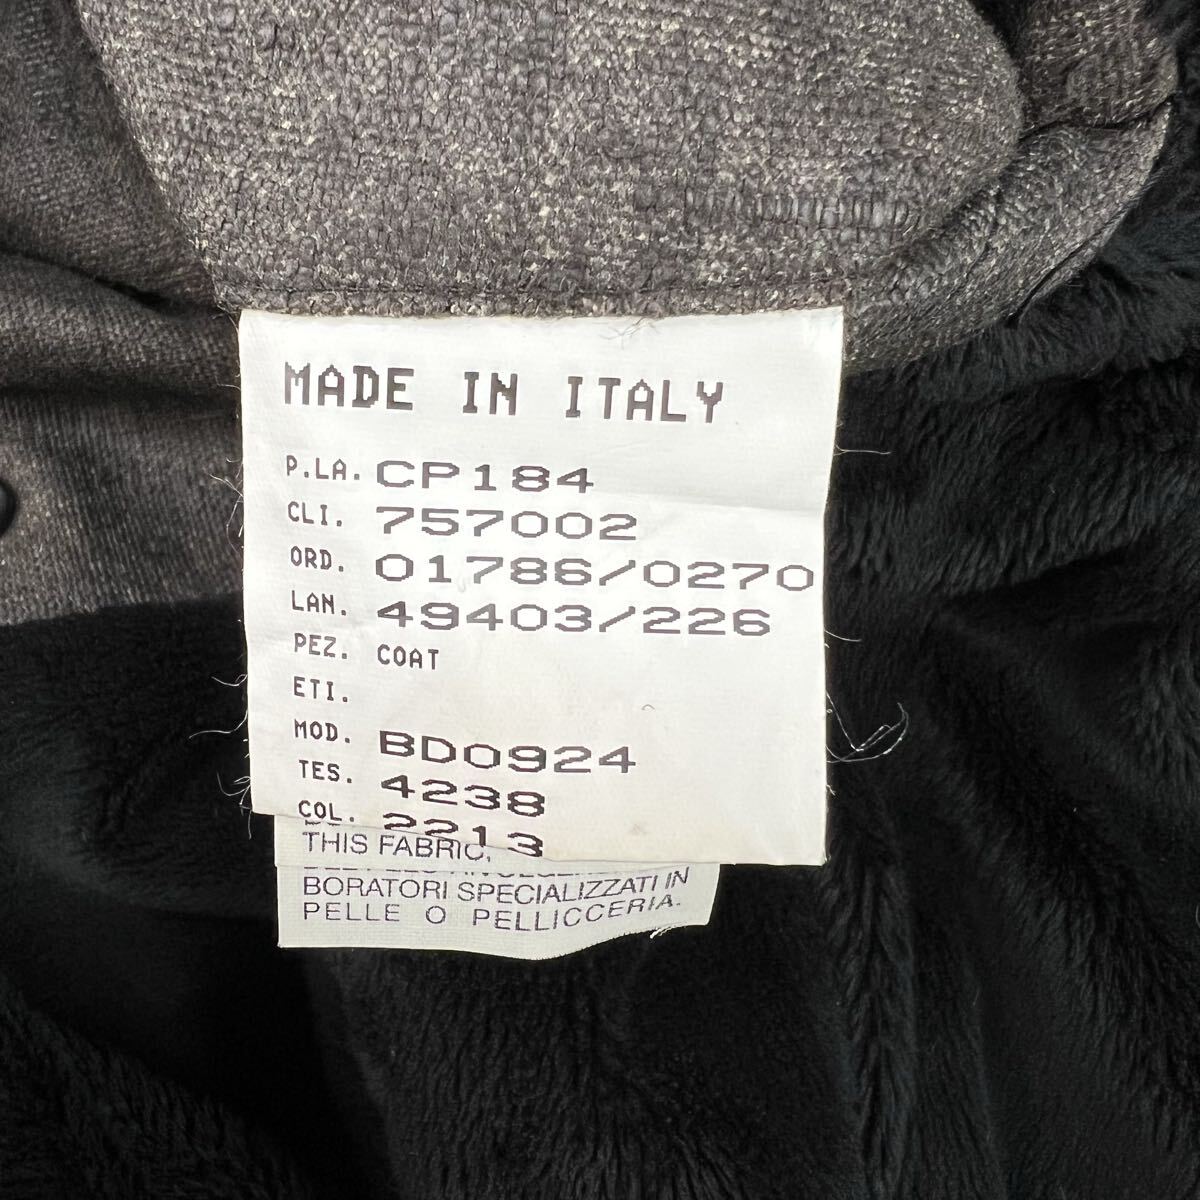 MADE IN ITALY
P.LA. CP184
CLI. 757002
ORD. 01786/0270
LAN. 49403/226
PEZ. COAT
ETI.
MOD. BD0924
TES. 4238
COL. 2213
THIS FABRIC,
BORATORI SPECIALIZZATI IN
PELLE O PELLICCERIA.